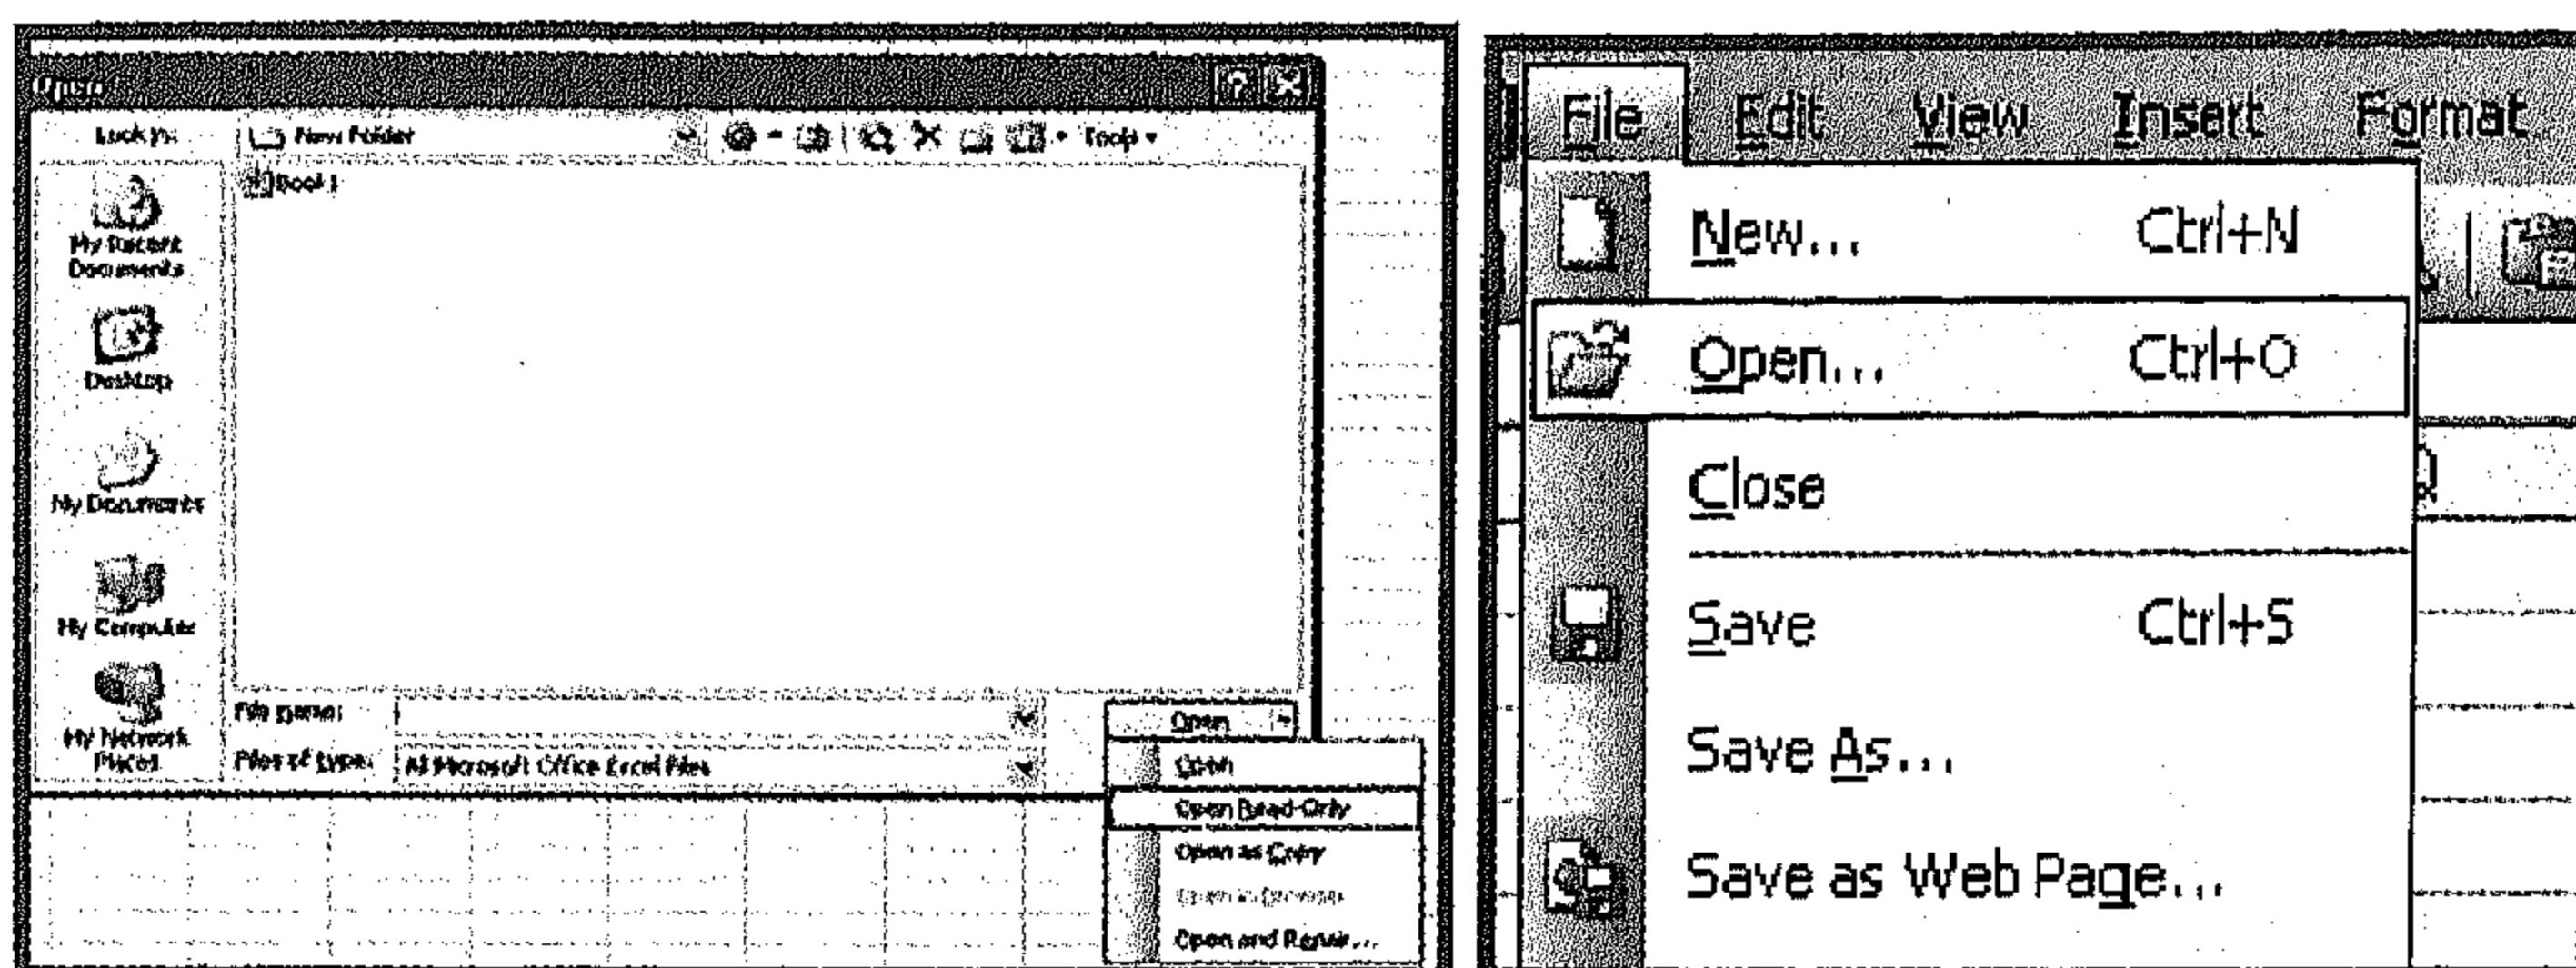 Open
Look in:
New Folder
Tools
Book1
My Recent
Documents
Desktop
My Documents
My Computer
My Network
Places
File name:
Open
Files of type:
All Microsoft Office Excel Files
Open
Open Read-Only
Open as Copy
Open in Browser
Open and Repair...
File Edit View Insert Format
New... Ctrl+N
Open... Ctrl+O
Close
Save Ctrl+S
Save As...
Save as Web Page...